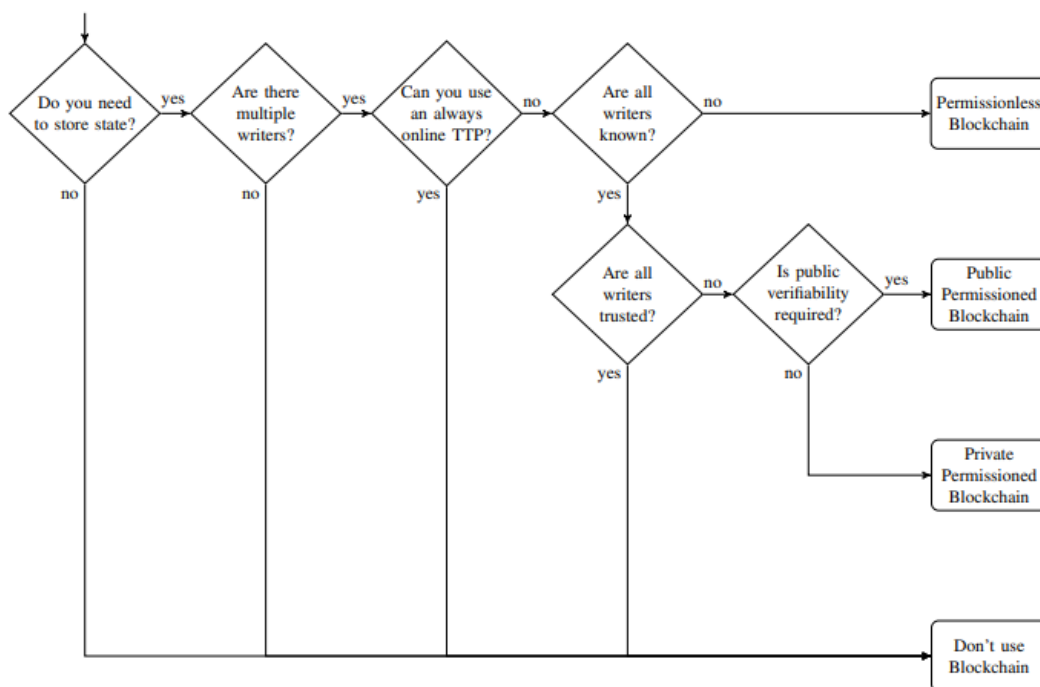 Do you need
to store state?
yes
Are there
multiple
writers?
yes
Can you use
an always
online TTP?
no
Are all
writers
known?
no
Permissionless
Blockchain
no
no
yes
yes
Are all
writers
trusted?
no
Is public
verifiability
required?
yes
Public
Permissioned
Blockchain
yes
no
Private
Permissioned
Blockchain
Don't use
Blockchain